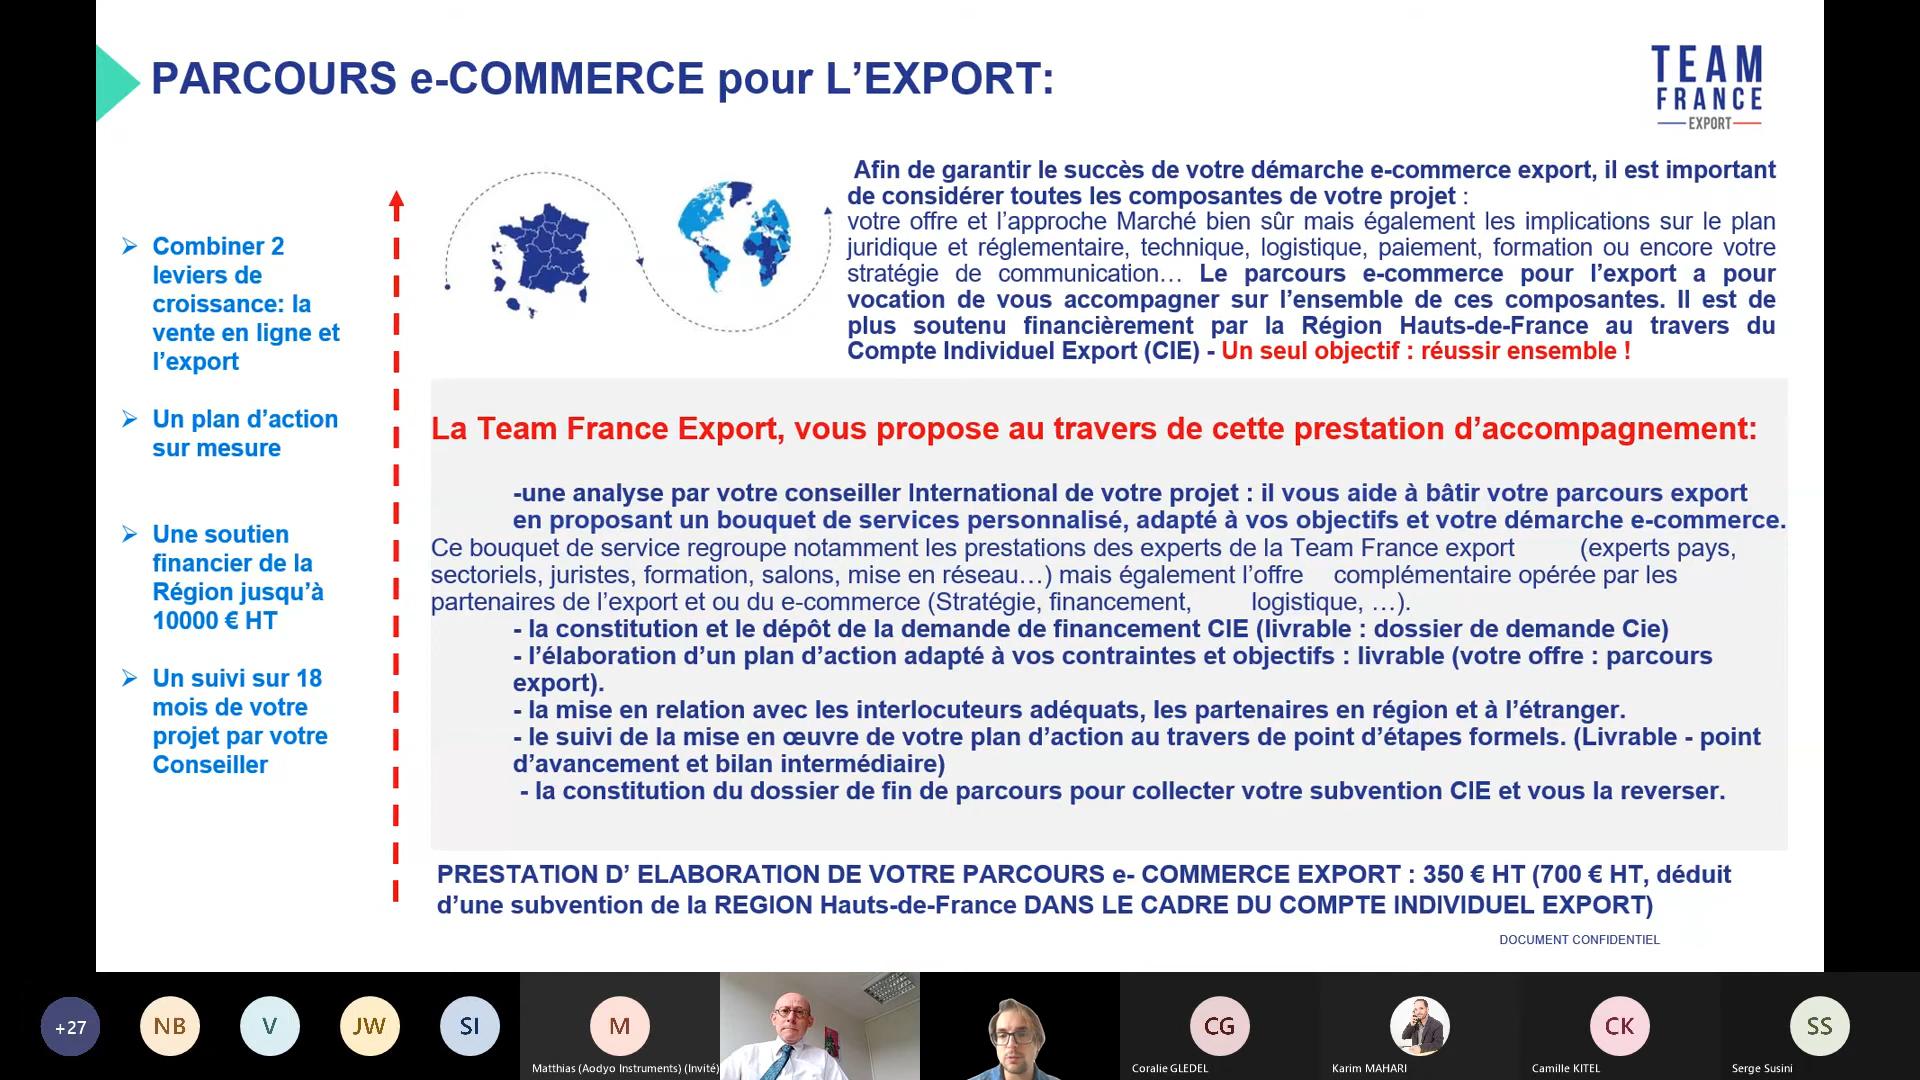 PARCOURS e-COMMERCE pour L’EXPORT:
TEAM
FRANCE
EXPORT
Combiner 2
leviers de
croissance: la
vente en ligne et
l’export
Un plan d’action
sur mesure
Une soutien
financier de la
Région jusqu’à
10000 € HT
Un suivi sur 18
mois de votre
projet par votre
Conseiller
Afin de garantir le succès de votre démarche e-commerce export, il est important
de considérer toutes les composantes de votre projet :
votre offre et l’approche Marché bien sûr mais également les implications sur le plan
juridique et réglementaire, technique, logistique, paiement, formation ou encore votre
stratégie de communication… Le parcours e-commerce pour l’export a pour
vocation de vous accompagner sur l’ensemble de ces composantes. Il est de
plus soutenu financièrement par la Région Hauts-de-France au travers du
Compte Individuel Export (CIE) - Un seul objectif : réussir ensemble !
La Team France Export, vous propose au travers de cette prestation d’accompagnement:
-une analyse par votre conseiller International de votre projet : il vous aide à bâtir votre parcours export
en proposant un bouquet de services personnalisé, adapté à vos objectifs et votre démarche e-commerce.
Ce bouquet de service regroupe notamment les prestations des experts de la Team France export (experts pays,
sectoriels, juristes, formation, salons, mise en réseau…) mais également l’offre complémentaire opérée par les
partenaires de l’export et ou du e-commerce (Stratégie, financement, logistique, …).
- la constitution et le dépôt de la demande de financement CIE (livrable : dossier de demande Cie)
- l’élaboration d’un plan d’action adapté à vos contraintes et objectifs : livrable (votre offre : parcours
export).
- la mise en relation avec les interlocuteurs adéquats, les partenaires en région et à l’étranger.
- le suivi de la mise en œuvre de votre plan d’action au travers de point d’étapes formels. (Livrable - point
d’avancement et bilan intermédiaire)
- la constitution du dossier de fin de parcours pour collecter votre subvention CIE et vous la reverser.
PRESTATION D’ ELABORATION DE VOTRE PARCOURS e- COMMERCE EXPORT : 350 € HT (700 € HT, déduit
d’une subvention de la REGION Hauts-de-France DANS LE CADRE DU COMPTE INDIVIDUEL EXPORT)
DOCUMENT CONFIDENTIEL
+27
NB
V
JW
SI
M
CG
CK
SS
Matthias (Aodyo Instruments) (Invité)
Coralie GLEDEL
Karim MAHARI
Camille KITEL
Serge Susini